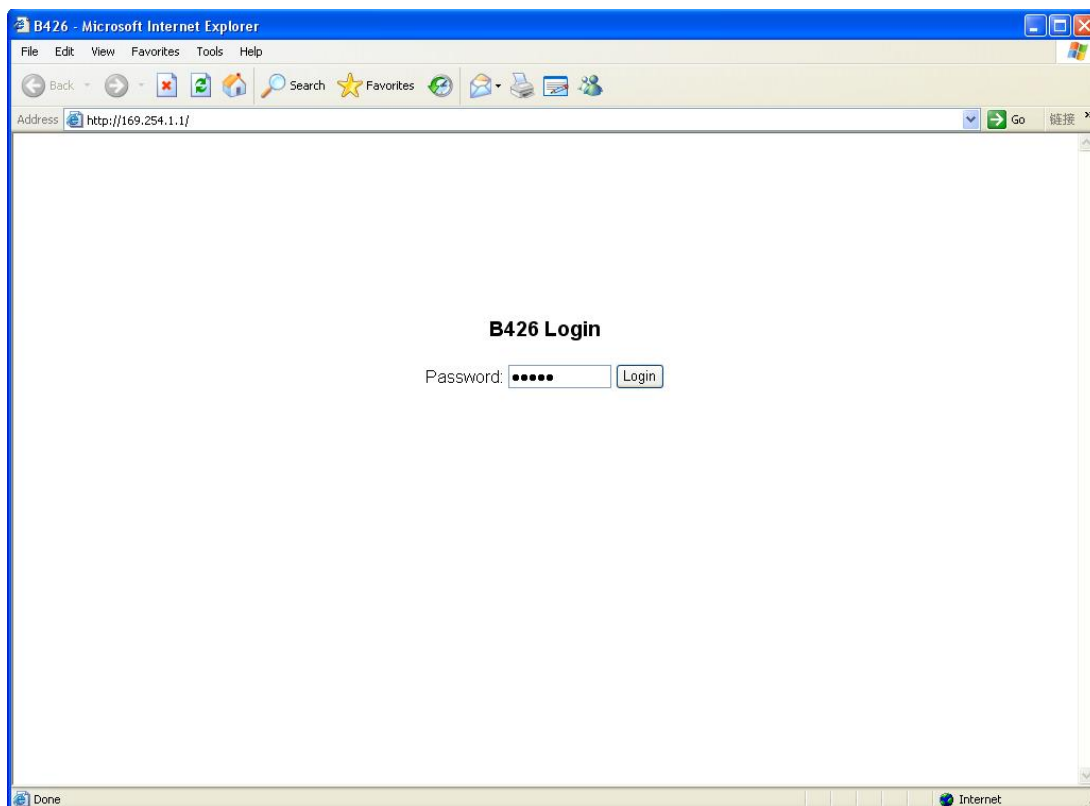 B426 - Microsoft Internet Explorer
File Edit View Favorites Tools Help
Back Search Favorites
Address http://169.254.1.1/ Go 链接 »
B426 Login
Password: ●●●●● Login
Done Internet